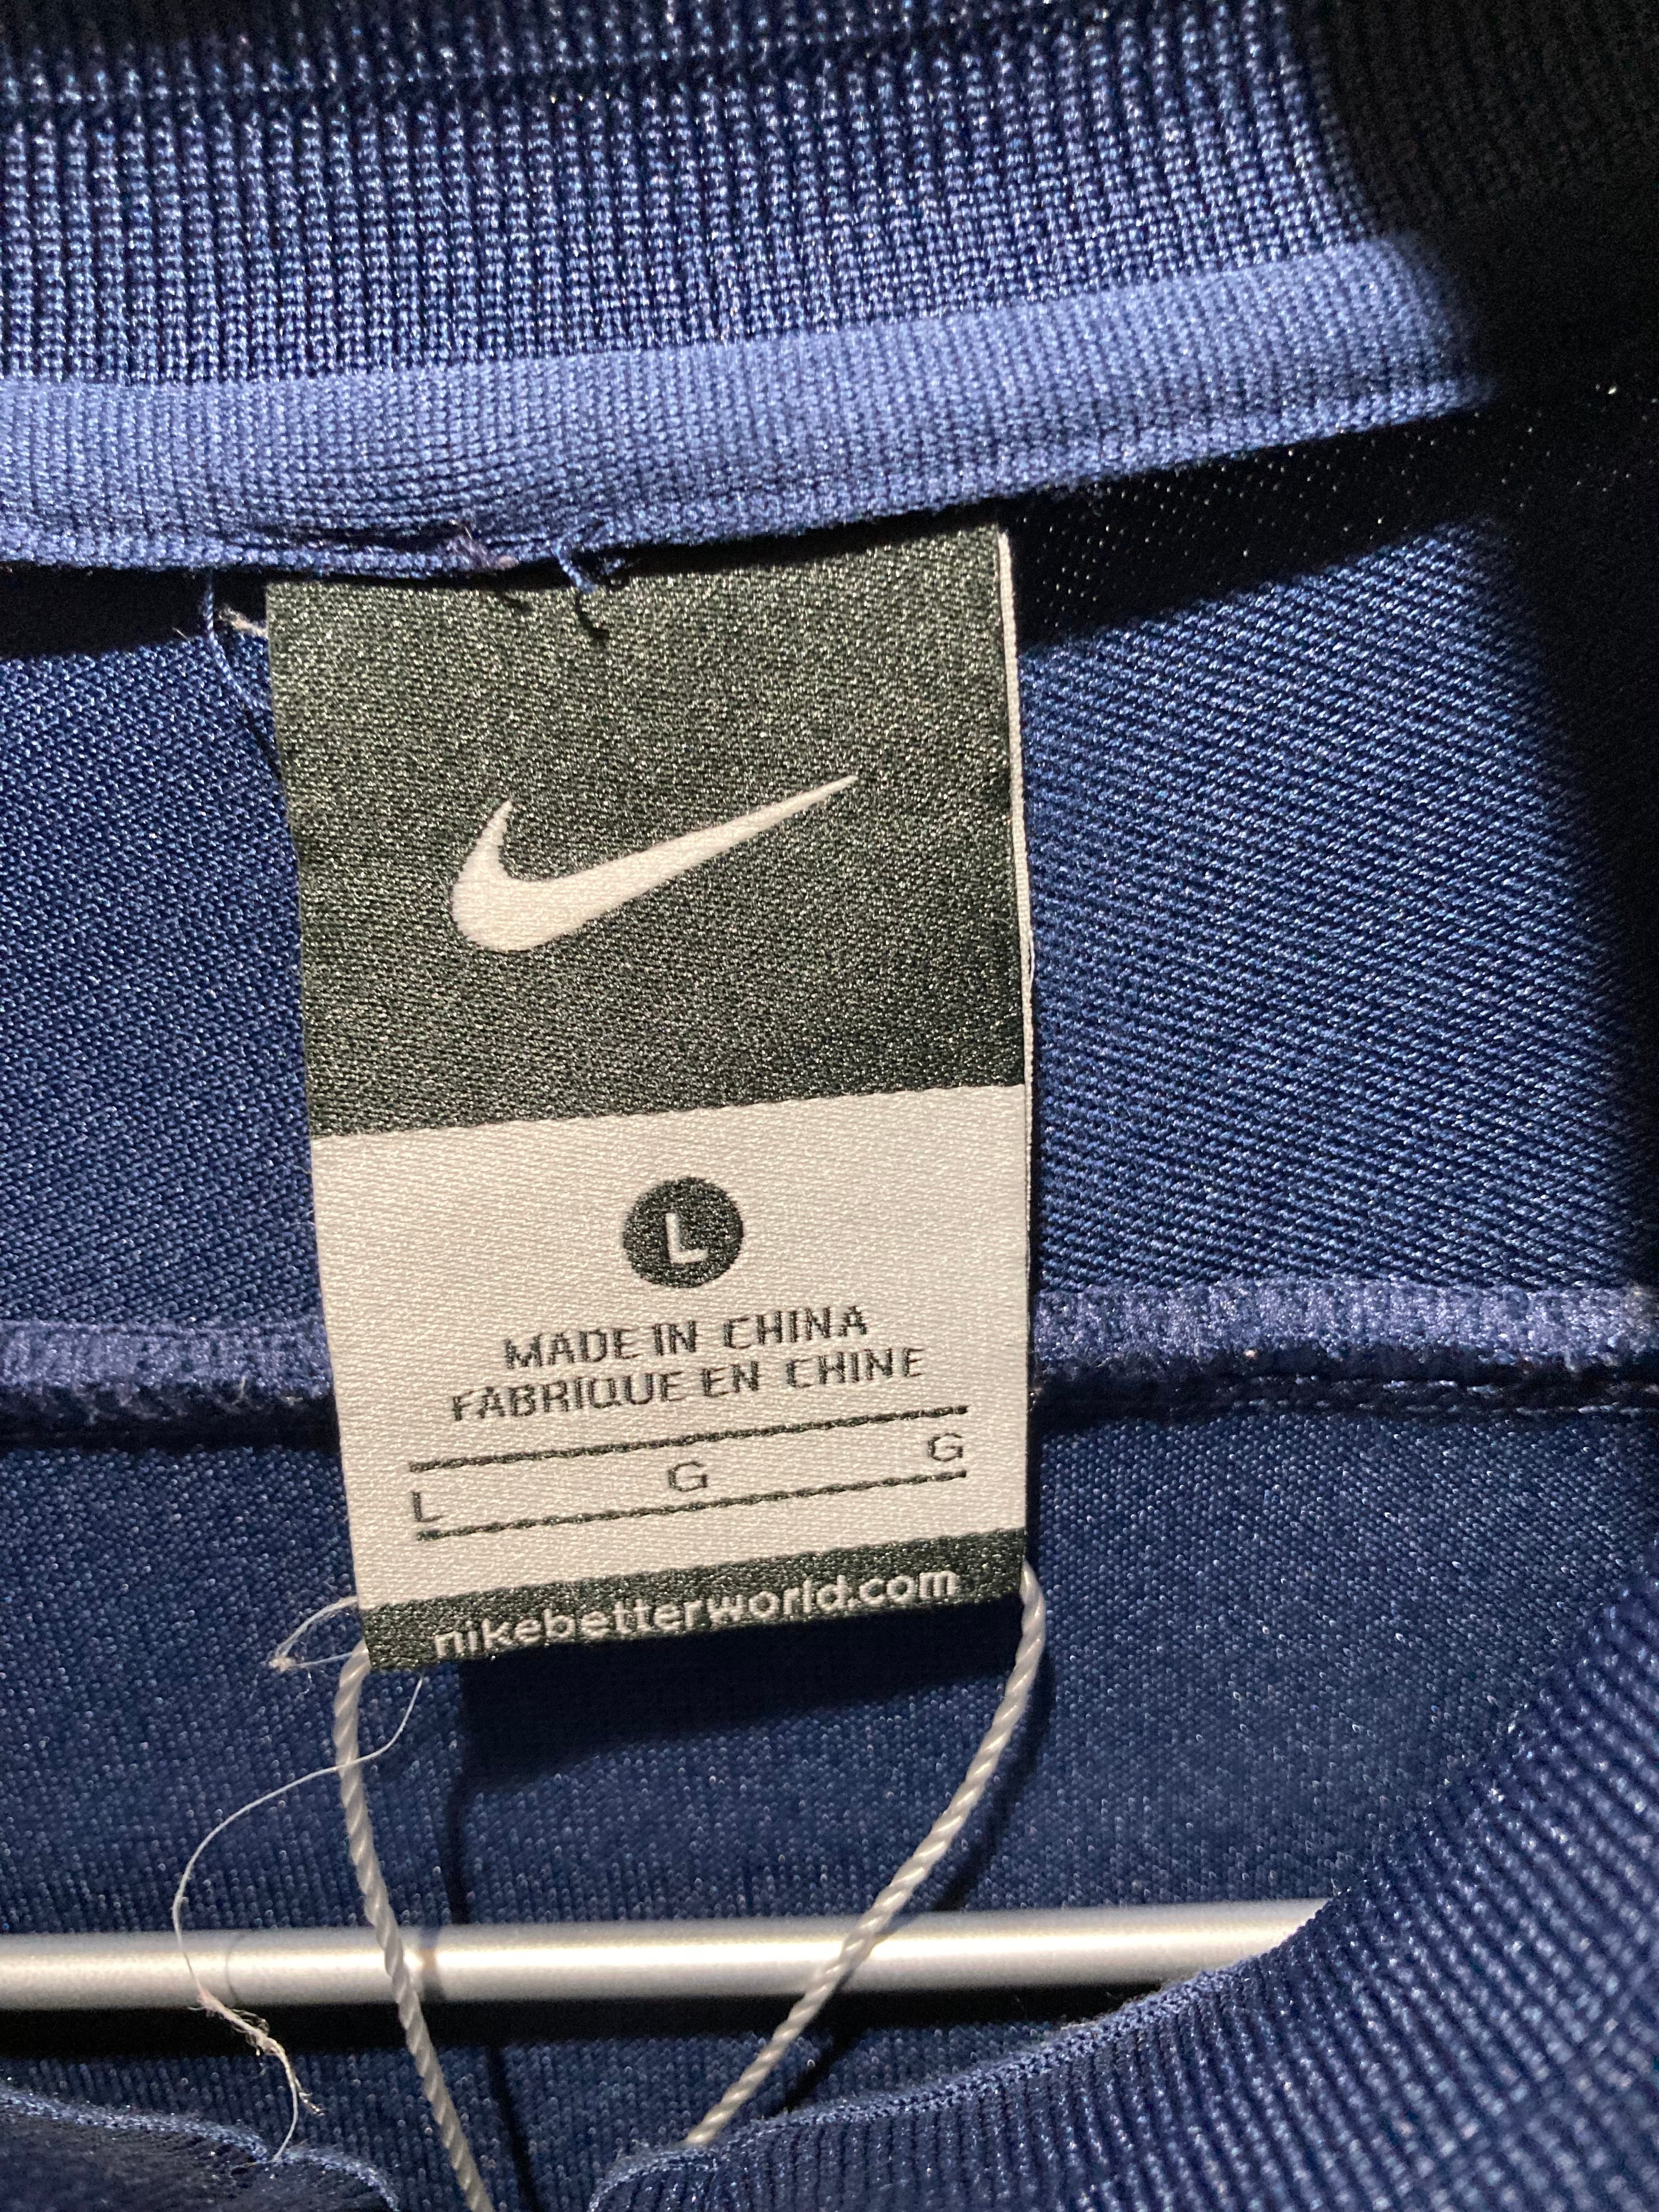 L
MADE IN CHINA
FABRIQUE EN CHINE
L G G
nikebetterworld.com